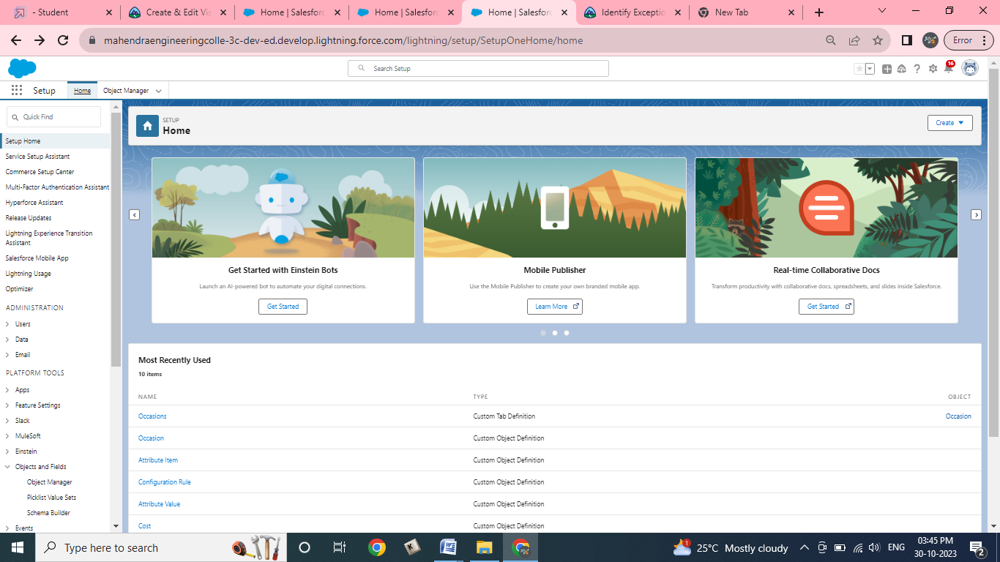 - Student
Create & Edit Vis
Home | Salesforc
Home | Salesforc
Home | Salesforc
Identify Exceptio
New Tab
mahendraengineeringcolle-3c-dev-ed.develop.lightning.force.com/lightning/setup/SetupOneHome/home
Error
Search Setup
16
Setup
Home
Object Manager
Quick Find
Setup Home
Service Setup Assistant
Commerce Setup Center
Multi-Factor Authentication Assistant
Hyperforce Assistant
Release Updates
Lightning Experience Transition
Assistant
Salesforce Mobile App
Lightning Usage
Optimizer
ADMINISTRATION
Users
Data
Email
PLATFORM TOOLS
Apps
Feature Settings
Slack
MuleSoft
Einstein
Objects and Fields
Object Manager
Picklist Value Sets
Schema Builder
Events
SETUP
Home
Create
Get Started with Einstein Bots
Launch an AI-powered bot to automate your digital connections.
Get Started
Mobile Publisher
Use the Mobile Publisher to create your own branded mobile app.
Learn More
Real-time Collaborative Docs
Transform productivity with collaborative docs, spreadsheets, and slides inside Salesforce.
Get Started
Most Recently Used
10 items
NAME TYPE OBJECT
Occasions Custom Tab Definition Occasion
Occasion Custom Object Definition
Attribute Item Custom Object Definition
Configuration Rule Custom Object Definition
Attribute Value Custom Object Definition
Cost Custom Object Definition
Type here to search
1
25°C Mostly cloudy
ENG
03:45 PM
30-10-2023
2